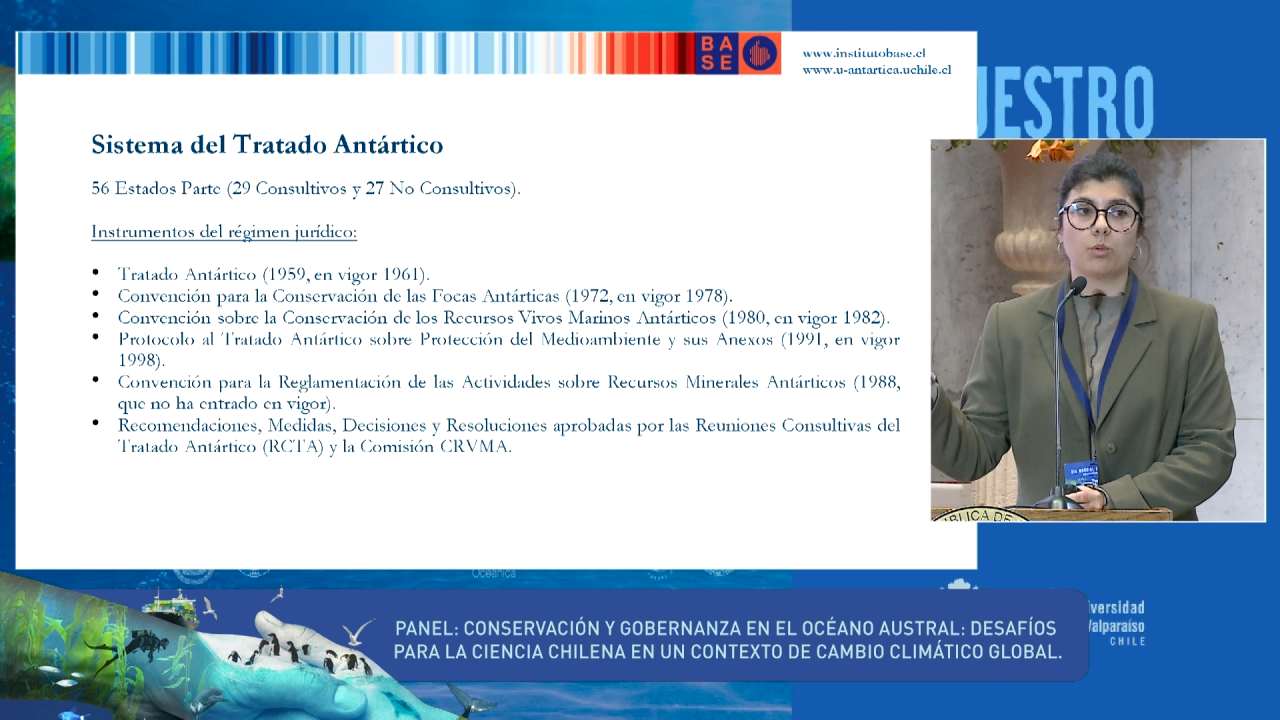 BA
SE
www.institutobase.cl
www.u-antartica.uchile.cl
UESTRO
Sistema del Tratado Antártico
56 Estados Parte (29 Consultivos y 27 No Consultivos).
Instrumentos del régimen jurídico:
• Tratado Antártico (1959, en vigor 1961).
• Convención para la Conservación de las Focas Antárticas (1972, en vigor 1978).
• Convención sobre la Conservación de los Recursos Vivos Marinos Antárticos (1980, en vigor 1982).
• Protocolo al Tratado Antártico sobre Protección del Medioambiente y sus Anexos (1991, en vigor
1998).
• Convención para la Reglamentación de las Actividades sobre Recursos Minerales Antárticos (1988,
que no ha entrado en vigor).
• Recomendaciones, Medidas, Decisiones y Resoluciones aprobadas por las Reuniones Consultivas del
Tratado Antártico (RCTA) y la Comisión CRVMA.
BLICA DE
Oceánica
PANEL: CONSERVACIÓN Y GOBERNANZA EN EL OCÉANO AUSTRAL: DESAFÍOS
PARA LA CIENCIA CHILENA EN UN CONTEXTO DE CAMBIO CLIMÁTICO GLOBAL.
iversidad
Valparaíso
CHILE